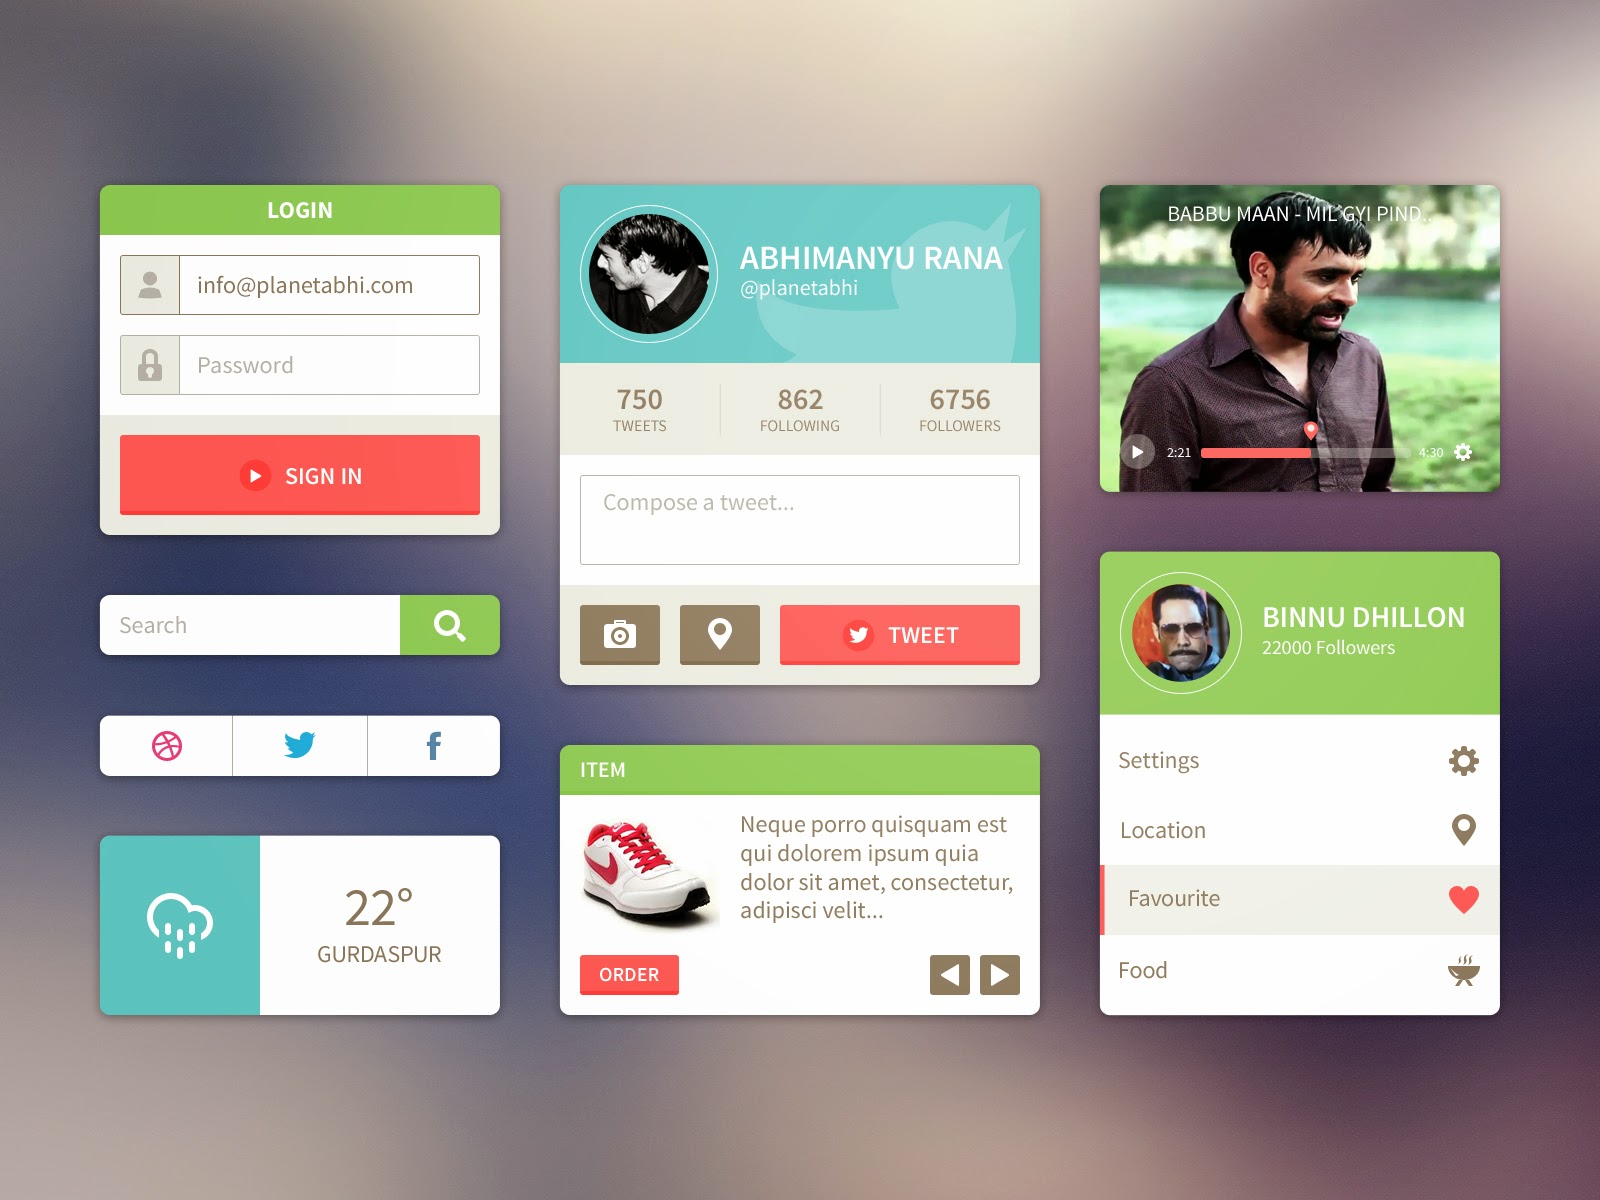 LOGIN
info@planetabhi.com
Password
SIGN IN
Search
22°
GURDASPUR
ABHIMANYU RANA
@planetabhi
750
TWEETS
862
FOLLOWING
6756
FOLLOWERS
Compose a tweet...
TWEET
ITEM
Neque porro quisquam est
qui dolorem ipsum quia
dolor sit amet, consectetur,
adipisci velit...
ORDER
BABBU MAAN - MIL GYI PIND..
2:21
4:30
BINNU DHILLON
22000 Followers
Settings
Location
Favourite
Food